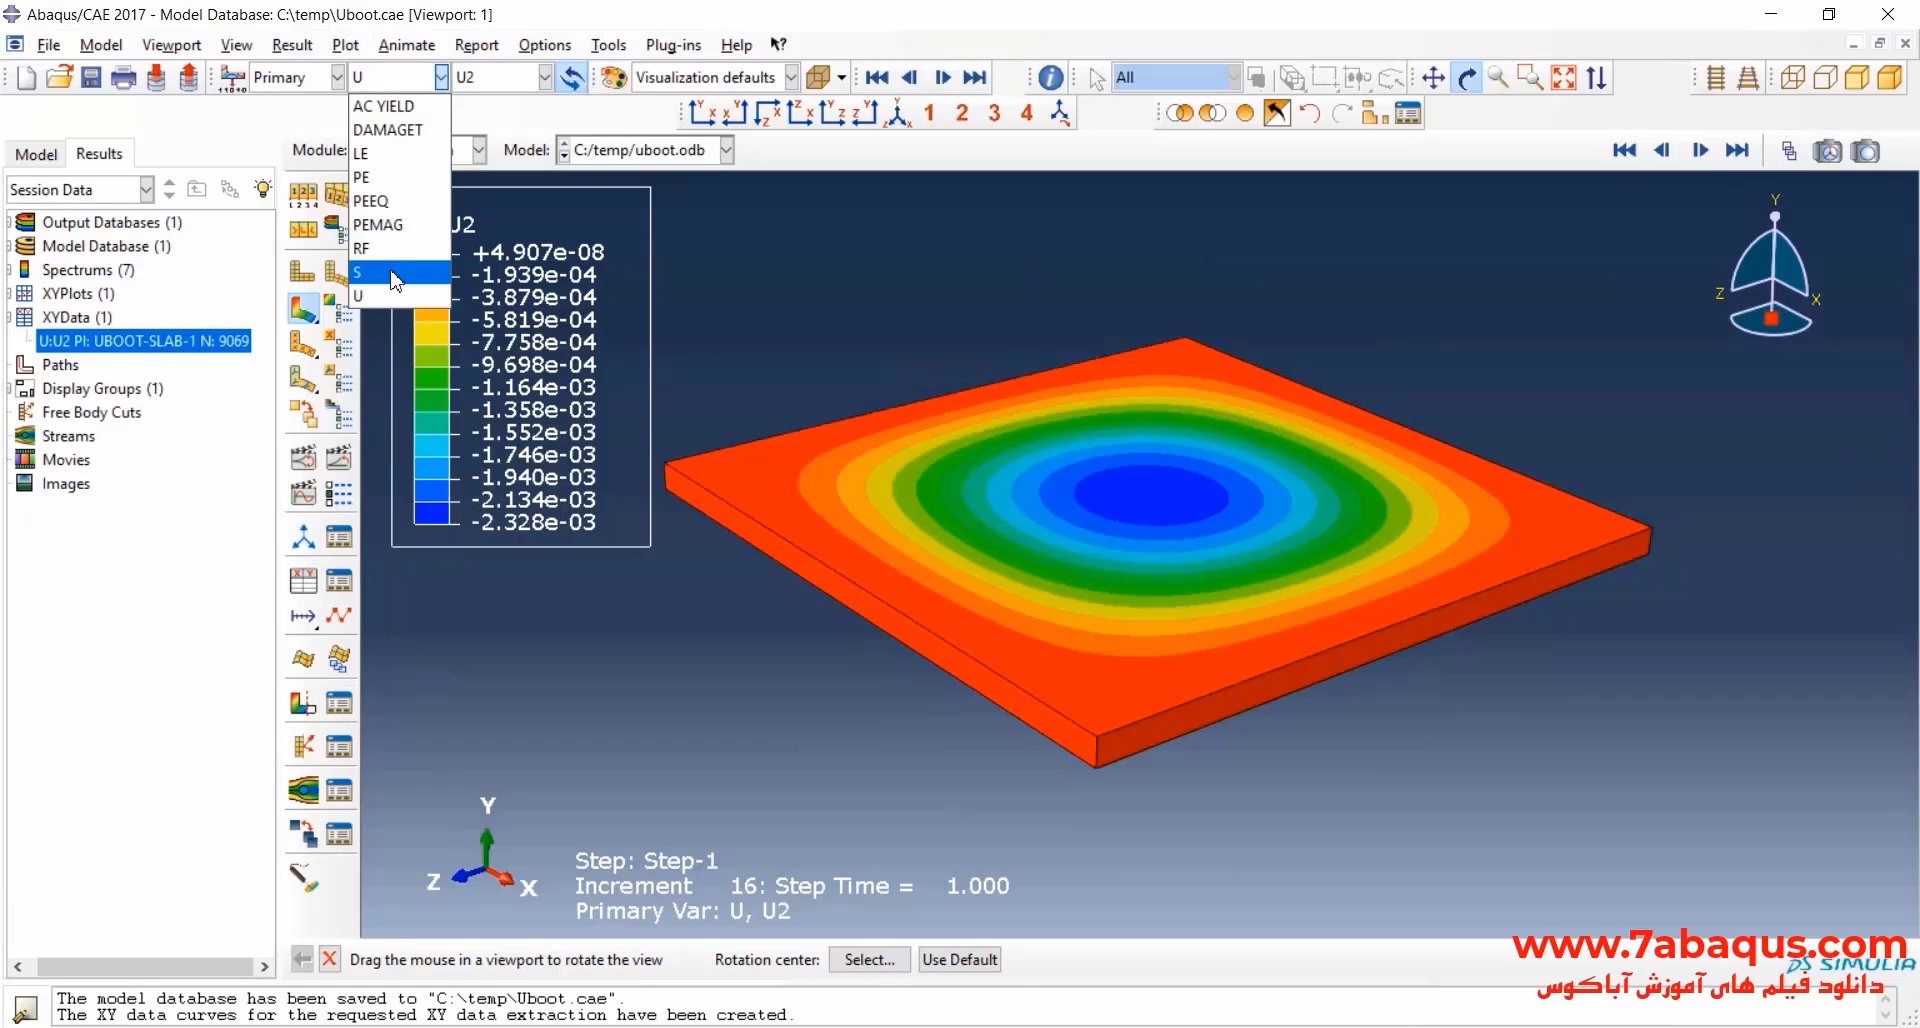 Abaqus/CAE 2017 - Model Database: C:\temp\Uboot.cae [Viewport: 1]
File Model Viewport View Result Plot Animate Report Options Tools Plug-ins Help
Primary U U2 Visualization defaults All
1 2 3 4
Model Results
Module: Model: C:/temp/uboot.odb
Session Data
Output Databases (1)
Model Database (1)
Spectrums (7)
XYPlots (1)
XYData (1)
U:U2 PI: UBOOT-SLAB-1 N: 9069
Paths
Display Groups (1)
Free Body Cuts
Streams
Movies
Images
AC YIELD
DAMAGET
LE
PE
PEEQ
PEMAG
RF
S
U
U2
+4.907e-08
-1.939e-04
-3.879e-04
-5.819e-04
-7.758e-04
-9.698e-04
-1.164e-03
-1.358e-03
-1.552e-03
-1.746e-03
-1.940e-03
-2.134e-03
-2.328e-03
Y
Z
X
Y
Z
X
Step: Step-1
Increment 16: Step Time = 1.000
Primary Var: U, U2
Drag the mouse in a viewport to rotate the view Rotation center: Select... Use Default
www.7abaqus.com
SIMULIA
دانلود فیلم های آموزش آباکوس
The model database has been saved to "C:\temp\Uboot.cae".
The XY data curves for the requested XY data extraction have been created.